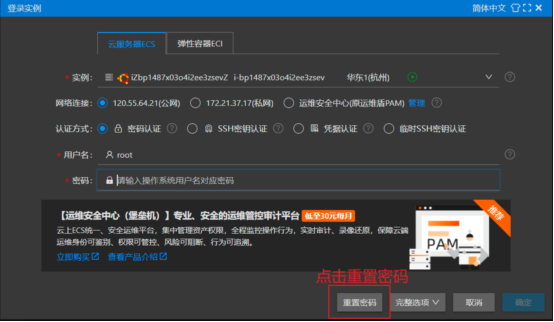 登录实例
简体中文
云服务器ECS
弹性容器ECI
* 实例: iZbp1487x03o4i2ee3zsevZ i-bp1487x03o4i2ee3zsev 华东1(杭州)
网络连接: 120.55.64.21(公网) 172.21.37.17(私网) 运维安全中心(原运维盾PAM) 管理
认证方式: 密码认证 SSH密钥认证 凭据认证 临时SSH密钥认证
* 用户名: root
* 密码: 请输入操作系统用户名对应密码
【运维安全中心（堡垒机）】专业、安全的运维管控审计平台 低至30元每月
云上ECS统一、安全运维平台，集中管理资产权限，全程监控操作行为，实时审计、录像还原，保障云端
运维身份可鉴别、权限可管控、风险可阻断、行为可追溯。
立即购买 查看产品介绍
推荐
PAM
点击重置密码
重置密码
完整选项
取消
确定